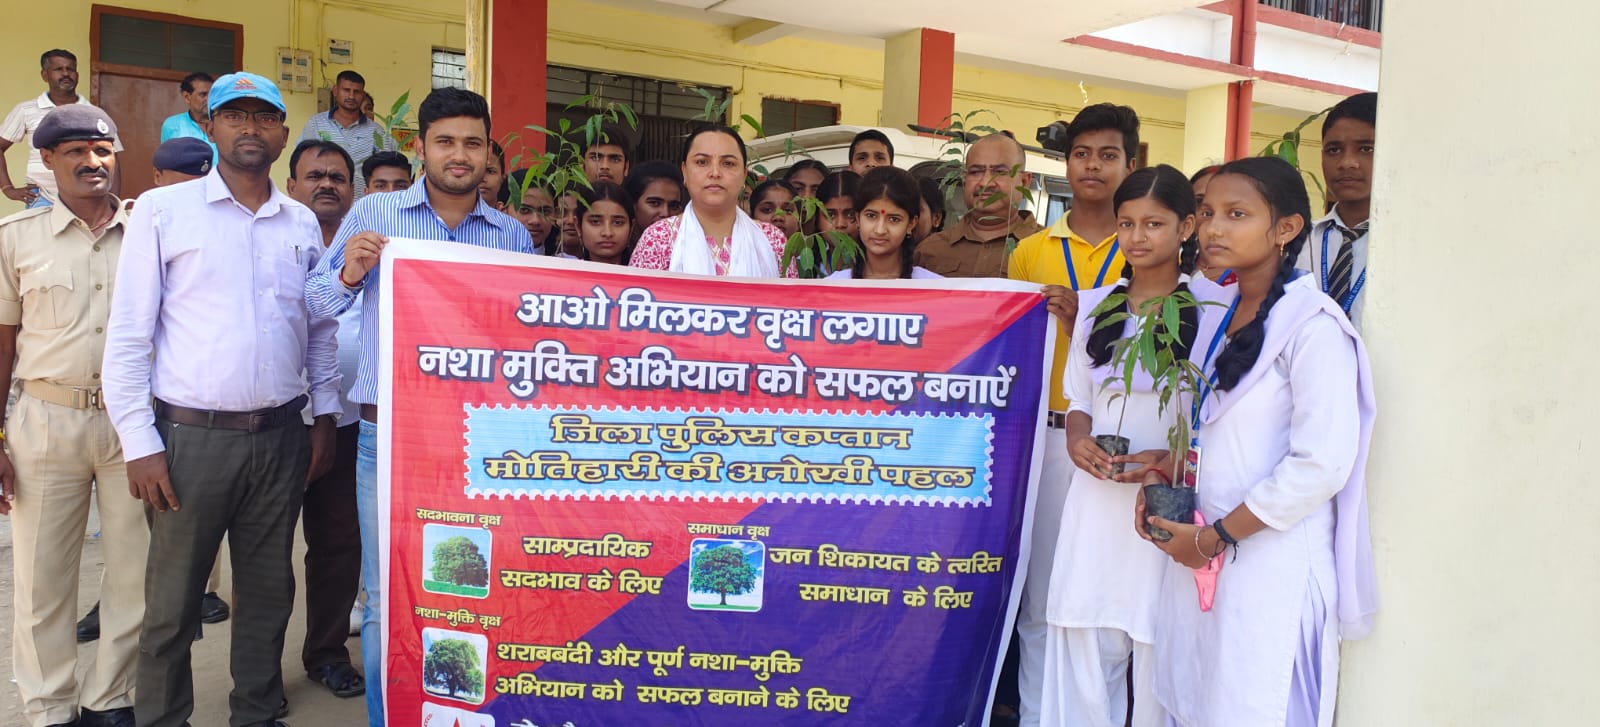 आओ मिलकर वृक्ष लगाए
नशा मुक्ति अभियान को सफल बनाऐं
जिला पुलिस कप्तान
मोतिहारी की अनोखी पहल
सदभावना वृक्ष
साम्प्रदायिक
सदभाव के लिए
समाधान वृक्ष
जन शिकायत के त्वरित
समाधान के लिए
नशा-मुक्ति वृक्ष
शराबबंदी और पूर्ण नशा-मुक्ति
अभियान को सफल बनाने के लिए